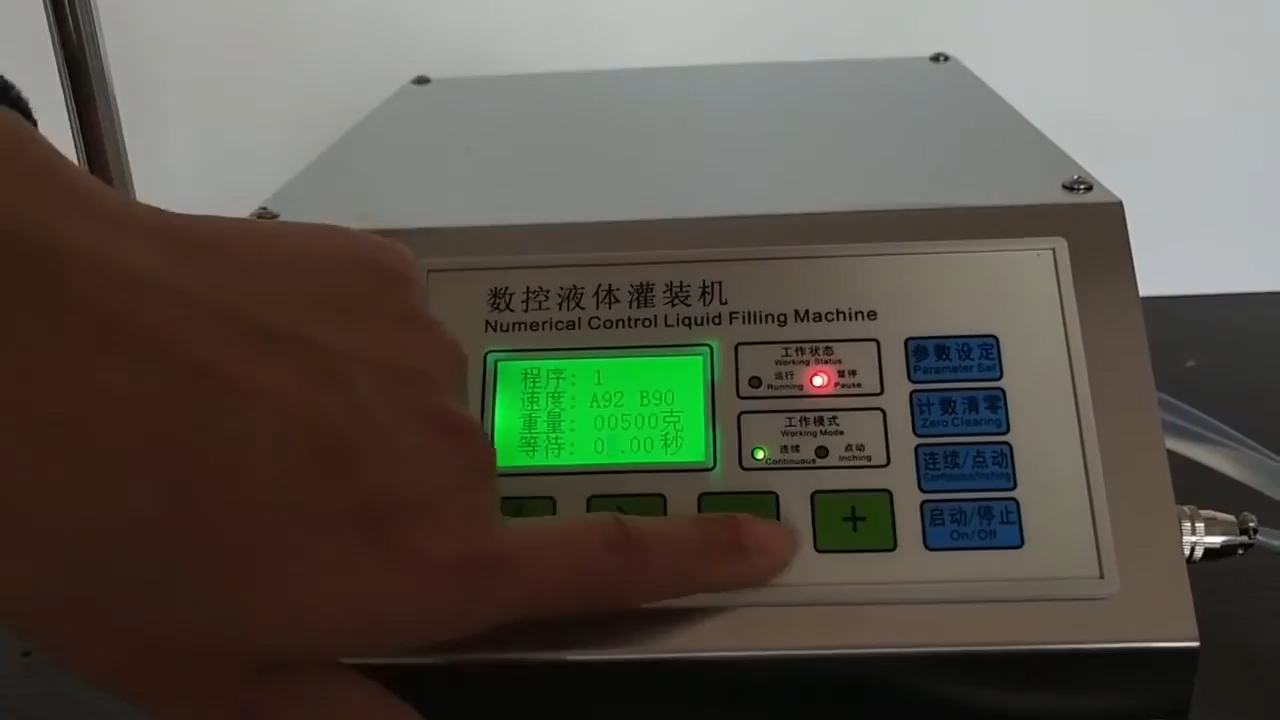 数控液体灌装机
Numerical Control Liquid Filling Machine
程序: 1
速度: A92 B90
重量: 00500克
等待: 0 .00秒
工作状态
Working Status
运行
Running
暂停
Pause
工作模式
Working Mode
连续
Continuous
点动
Inching
参数设定
Parameter Set
计数清零
Zero Clearing
连续/点动
Continuous/Inching
启动/停止
On/Off
+